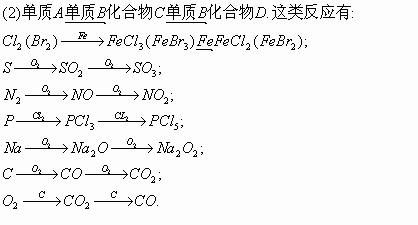 (2)单质A单质B化合物C单质B化合物D.这类反应有:
Cl₂(Br₂) —Fe→ FeCl₃(FeBr₃)FeFeCl₂(FeBr₂);
S —O₂→ SO₂ —O₂→ SO₃;
N₂ —O₂→ NO —O₂→ NO₂;
P —Cl₂→ PCl₃ —CL₂→ PCl₅;
Na —O₂→ Na₂O —O₂→ Na₂O₂;
C —O₂→ CO —O₂→ CO₂;
O₂ —C→ CO₂ —C→ CO.